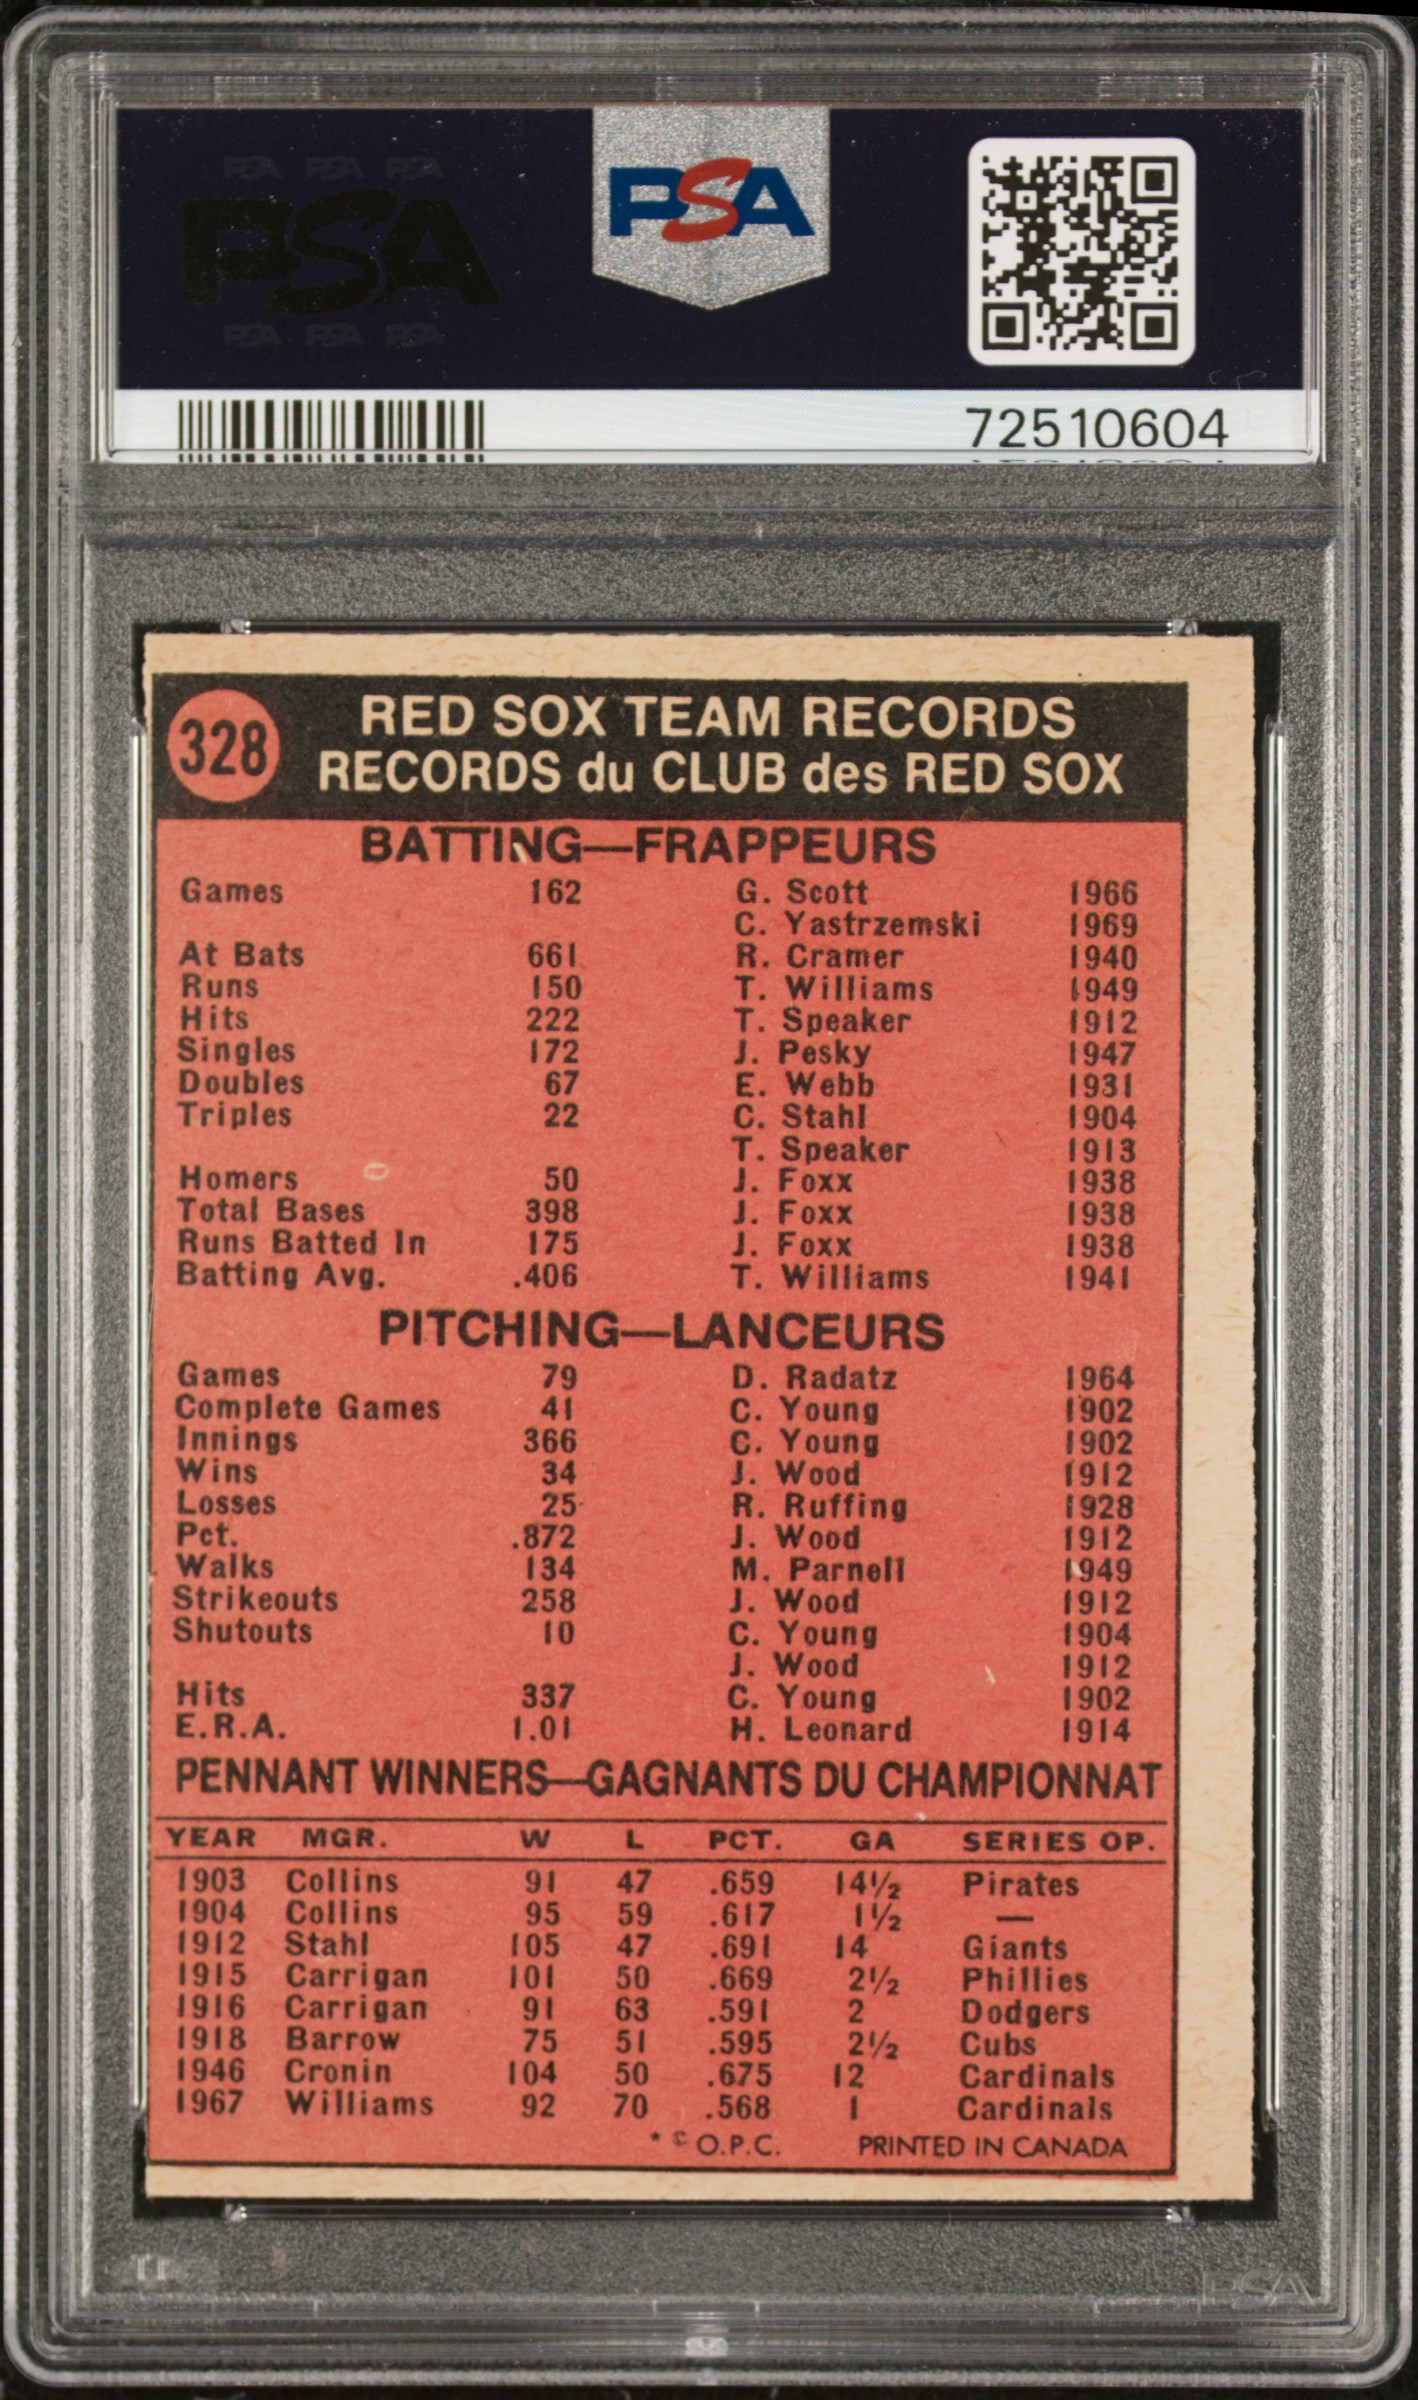 PSA PSA PSA
PSA
PSA PSA PSA
PSA
72510604
328
RED SOX TEAM RECORDS
RECORDS du CLUB des RED SOX
BATTING—FRAPPEURS
Games 162 G. Scott 1966
C. Yastrzemski 1969
At Bats 661 R. Cramer 1940
Runs 150 T. Williams 1949
Hits 222 T. Speaker 1912
Singles 172 J. Pesky 1947
Doubles 67 E. Webb 1931
Triples 22 C. Stahl 1904
T. Speaker 1913
Homers 50 J. Foxx 1938
Total Bases 398 J. Foxx 1938
Runs Batted In 175 J. Foxx 1938
Batting Avg. .406 T. Williams 1941
PITCHING—LANCEURS
Games 79 D. Radatz 1964
Complete Games 41 C. Young 1902
Innings 366 C. Young 1902
Wins 34 J. Wood 1912
Losses 25 R. Ruffing 1928
Pct. .872 J. Wood 1912
Walks 134 M. Parnell 1949
Strikeouts 258 J. Wood 1912
Shutouts 10 C. Young 1904
J. Wood 1912
Hits 337 C. Young 1902
E.R.A. 1.01 H. Leonard 1914
PENNANT WINNERS—GAGNANTS DU CHAMPIONNAT
YEAR MGR. W L PCT. GA SERIES OP.
1903 Collins 91 47 .659 14½ Pirates
1904 Collins 95 59 .617 1½ —
1912 Stahl 105 47 .691 14 Giants
1915 Carrigan 101 50 .669 2½ Phillies
1916 Carrigan 91 63 .591 2 Dodgers
1918 Barrow 75 51 .595 2½ Cubs
1946 Cronin 104 50 .675 12 Cardinals
1967 Williams 92 70 .568 1 Cardinals
* © O.P.C. PRINTED IN CANADA
PSA